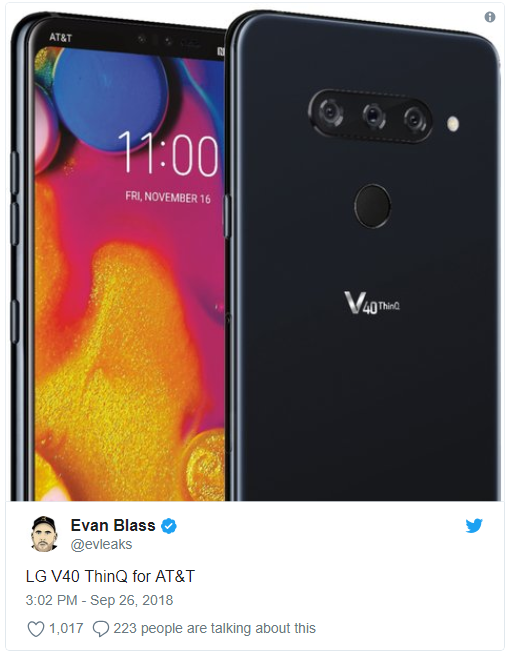 AT&T
N
11:00
FRI, NOVEMBER 16
V40 ThinQ
Evan Blass
@evleaks
LG V40 ThinQ for AT&T
3:02 PM - Sep 26, 2018
1,017 223 people are talking about this